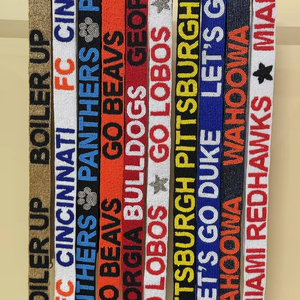 BOILER UP BOILER UP
FC CINCINNATI FC CINCINNATI
PANTHERS PANTHERS
GO BEAVS GO BEAVS
GEORGIA BULLDOGS GEORGIA
GO LOBOS GO LOBOS
PITTSBURGH PITTSBURGH
LET'S GO DUKE LET'S GO
WAHOOWA WAHOOWA
MIAMI REDHAWKS MIAMI